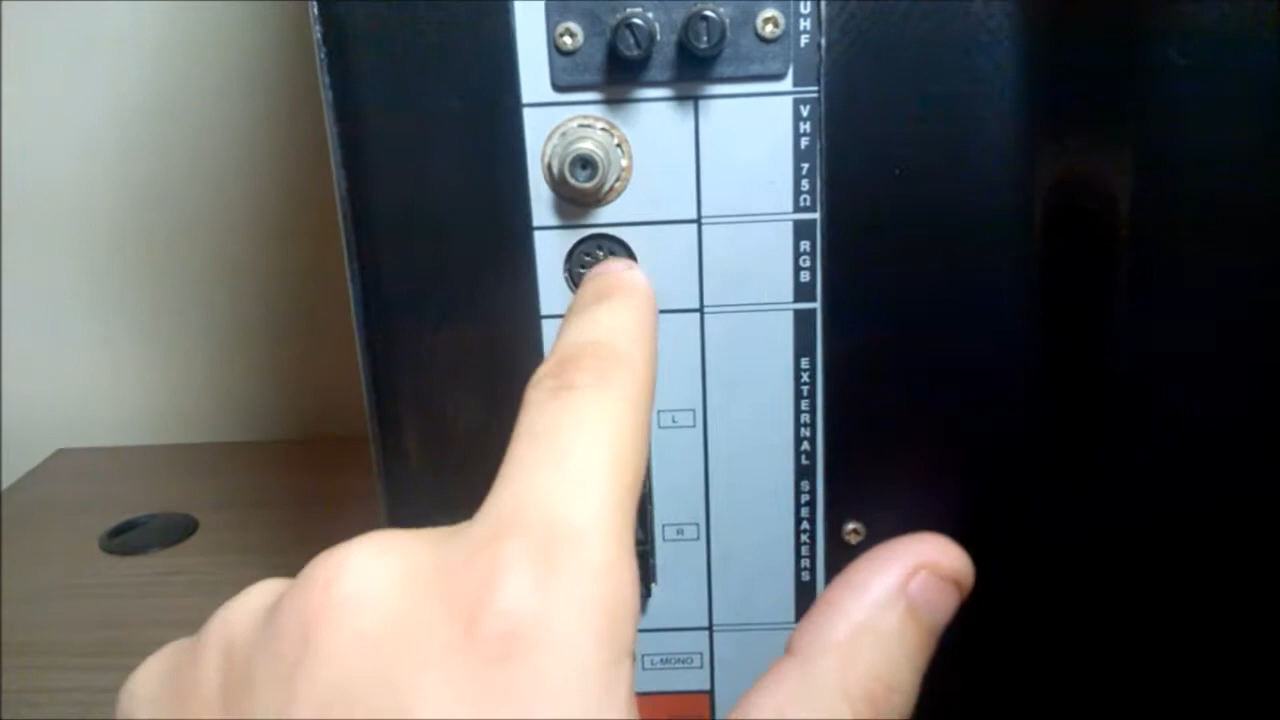 UHF
VHF 75Ω
RGB
EXTERNAL SPEAKERS
L
R
L-MONO